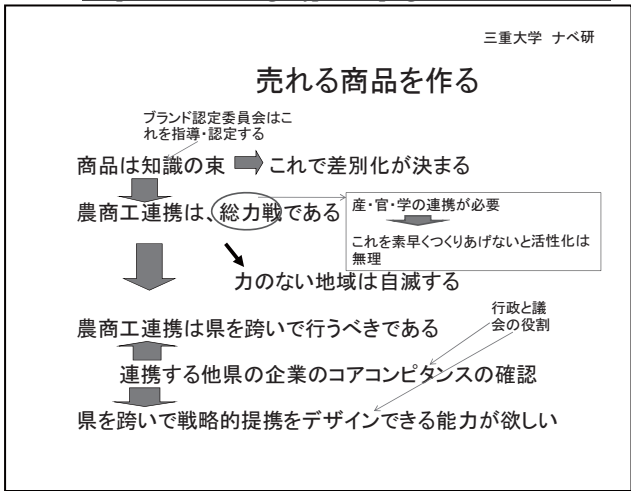 三重大学 ナベ研
売れる商品を作る
ブランド認定委員会はこ
れを指導・認定する
商品は知識の束
これで差別化が決まる
農商工連携は、総力戦である
産・官・学の連携が必要
これを素早くつくりあげないと活性化は
無理
力のない地域は自滅する
行政と議
会の役割
農商工連携は県を跨いで行うべきである
連携する他県の企業のコアコンピタンスの確認
県を跨いで戦略的提携をデザインできる能力が欲しい